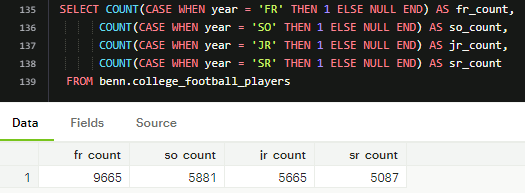 135 SELECT COUNT(CASE WHEN year = 'FR' THEN 1 ELSE NULL END) AS fr_count,
136 COUNT(CASE WHEN year = 'SO' THEN 1 ELSE NULL END) AS so_count,
137 COUNT(CASE WHEN year = 'JR' THEN 1 ELSE NULL END) AS jr_count,
138 COUNT(CASE WHEN year = 'SR' THEN 1 ELSE NULL END) AS sr_count
139 FROM benn.college_football_players
Data Fields Source
fr count so count jr count sr count
1 9665 5881 5665 5087